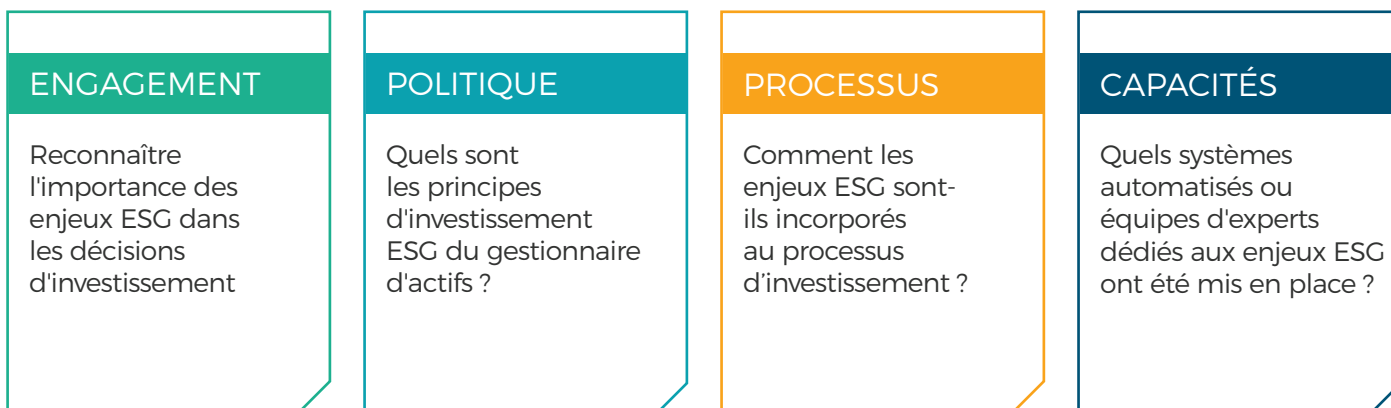 ENGAGEMENT
Reconnaître
l'importance des
enjeux ESG dans
les décisions
d'investissement
POLITIQUE
Quels sont
les principes
d'investissement
ESG du gestionnaire
d'actifs ?
PROCESSUS
Comment les
enjeux ESG sont-
ils incorporés
au processus
d’investissement ?
CAPACITÉS
Quels systèmes
automatisés ou
équipes d'experts
dédiés aux enjeux ESG
ont été mis en place ?